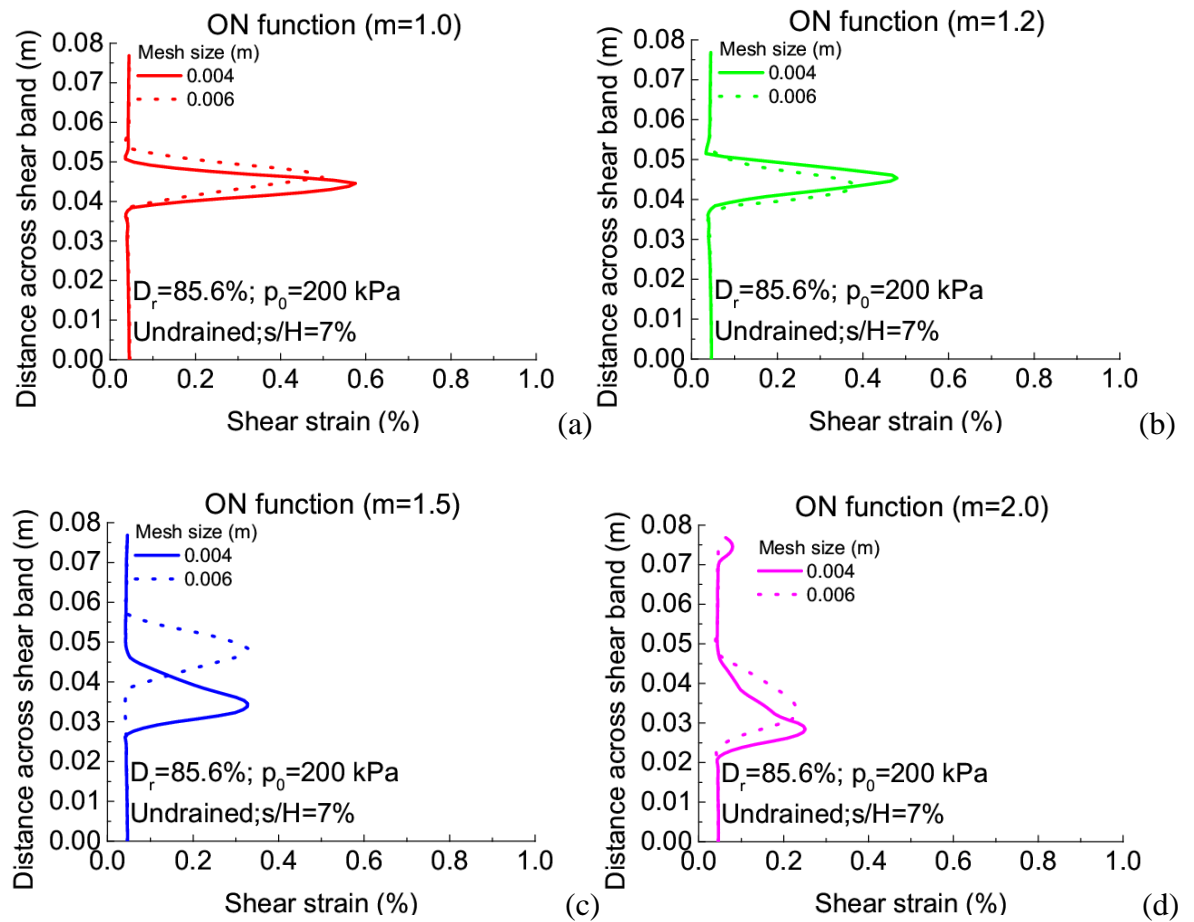 ON function (m=1.0)
Distance across shear band (m)
0.08
0.07
0.06
0.05
0.04
0.03
0.02
0.01
0.00
Mesh size (m)
0.004
0.006
Dr=85.6%; p0=200 kPa
Undrained;s/H=7%
0.0 0.2 0.4 0.6 0.8 1.0
Shear strain (%)
(a)
ON function (m=1.2)
Distance across shear band (m)
0.08
0.07
0.06
0.05
0.04
0.03
0.02
0.01
0.00
Mesh size (m)
0.004
0.006
Dr=85.6%; p0=200 kPa
Undrained;s/H=7%
0.0 0.2 0.4 0.6 0.8 1.0
Shear strain (%)
(b)
ON function (m=1.5)
Distance across shear band (m)
0.08
0.07
0.06
0.05
0.04
0.03
0.02
0.01
0.00
Mesh size (m)
0.004
0.006
Dr=85.6%; p0=200 kPa
Undrained;s/H=7%
0.0 0.2 0.4 0.6 0.8 1.0
Shear strain (%)
(c)
ON function (m=2.0)
Distance across shear band (m)
0.08
0.07
0.06
0.05
0.04
0.03
0.02
0.01
0.00
Mesh size (m)
0.004
0.006
Dr=85.6%; p0=200 kPa
Undrained;s/H=7%
0.0 0.2 0.4 0.6 0.8 1.0
Shear strain (%)
(d)